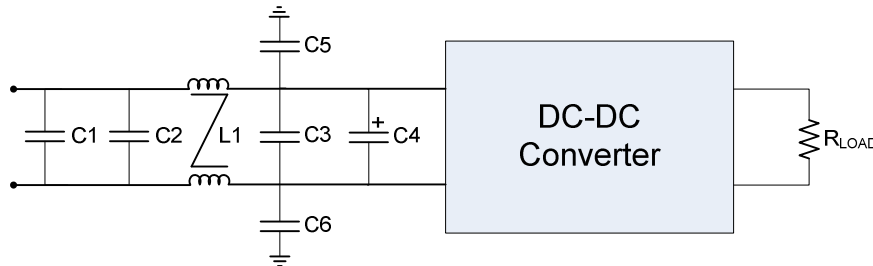 C5
C1
C2
L1
C3
+
C4
DC-DC
Converter
RLOAD
C6